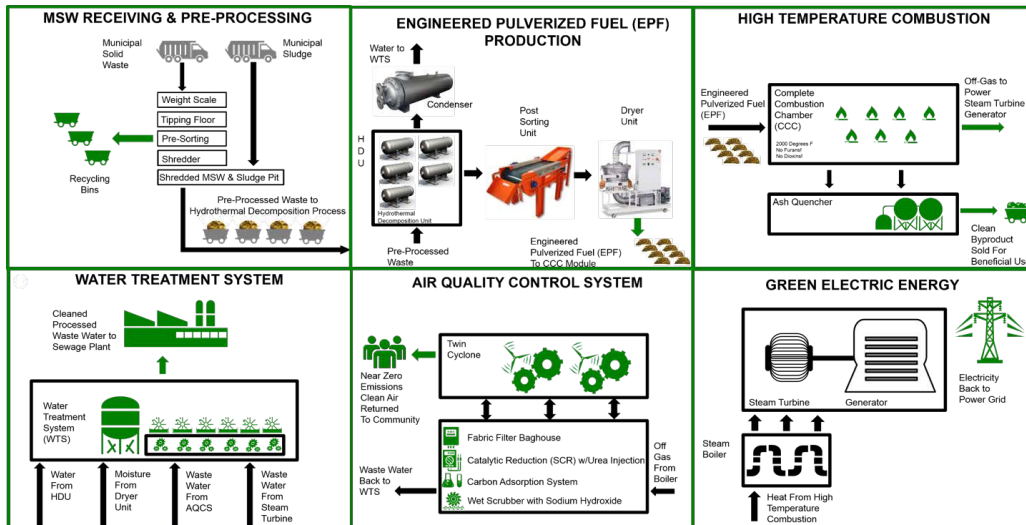 MSW RECEIVING & PRE-PROCESSING
Municipal
Solid
Waste
Municipal
Sludge
Weight Scale
Tipping Floor
Pre-Sorting
Shredder
Shredded MSW & Sludge Pit
Recycling
Bins
Pre-Processed Waste to
Hydrothermal Decomposition Process
ENGINEERED PULVERIZED FUEL (EPF)
PRODUCTION
Water to
WTS
Condenser
H
D
U
Hydrothermal Decomposition Unit
Pre-Processed
Waste
Post
Sorting
Unit
Dryer
Unit
Engineered
Pulverized Fuel (EPF)
To CCC Module
HIGH TEMPERATURE COMBUSTION
Engineered
Pulverized Fuel
(EPF)
Complete
Combustion
Chamber
(CCC)
2000 Degrees F
No Furans!
No Dioxins!
Off-Gas to
Power
Steam Turbine
Generator
Ash Quencher
Clean
Byproduct
Sold For
Beneficial Use
WATER TREATMENT SYSTEM
Cleaned
Processed
Waste Water to
Sewage Plant
Water
Treatment
System
(WTS)
Water
From
HDU
Moisture
From
Dryer
Unit
Waste
Water
From
AQCS
Waste
Water
From
Steam
Turbine
AIR QUALITY CONTROL SYSTEM
Twin
Cyclone
Near Zero
Emissions
Clean Air
Returned
To Community
Fabric Filter Baghouse
Catalytic Reduction (SCR) w/Urea Injection
Carbon Adsorption System
Wet Scrubber with Sodium Hydroxide
Waste Water
Back to
WTS
Off
Gas
From
Boiler
GREEN ELECTRIC ENERGY
Steam Turbine
Generator
Electricity
Back to
Power Grid
Steam
Boiler
Heat From High
Temperature
Combustion